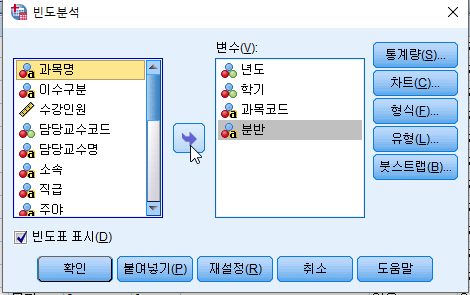 빈도분석
변수(V):
과목명
이수구분
수강인원
담당교수코드
담당교수명
소속
직급
주야
년도
학기
과목코드
분반
통계량(S)...
차트(C)...
형식(F)...
유형(L)...
붓스트랩(B)...
빈도표 표시(D)
확인
붙여넣기(P)
재설정(R)
취소
도움말